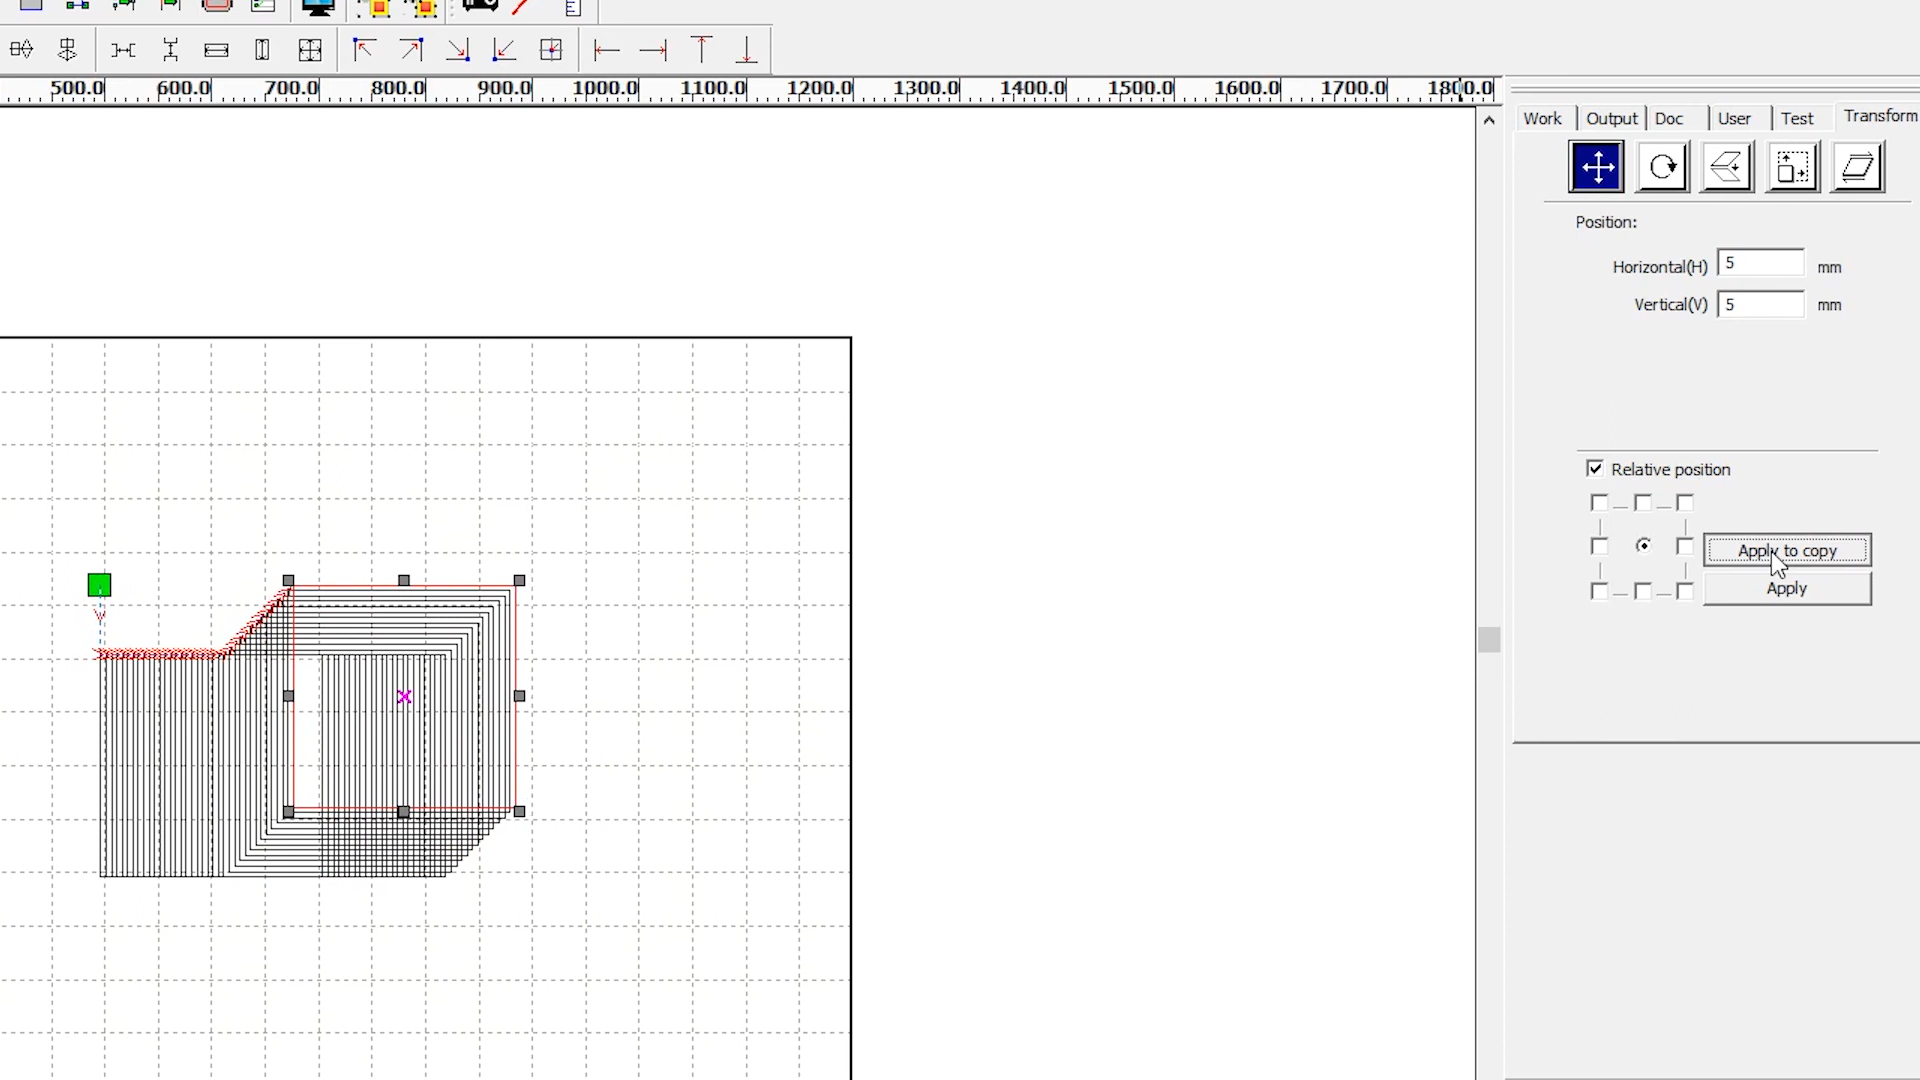 500.0 600.0 700.0 800.0 900.0 1000.0 1100.0 1200.0 1300.0 1400.0 1500.0 1600.0 1700.0 1800.0
Work Output Doc User Test Transform
Position:
Horizontal(H) 5 mm
Vertical(V) 5 mm
Relative position
Apply to copy
Apply